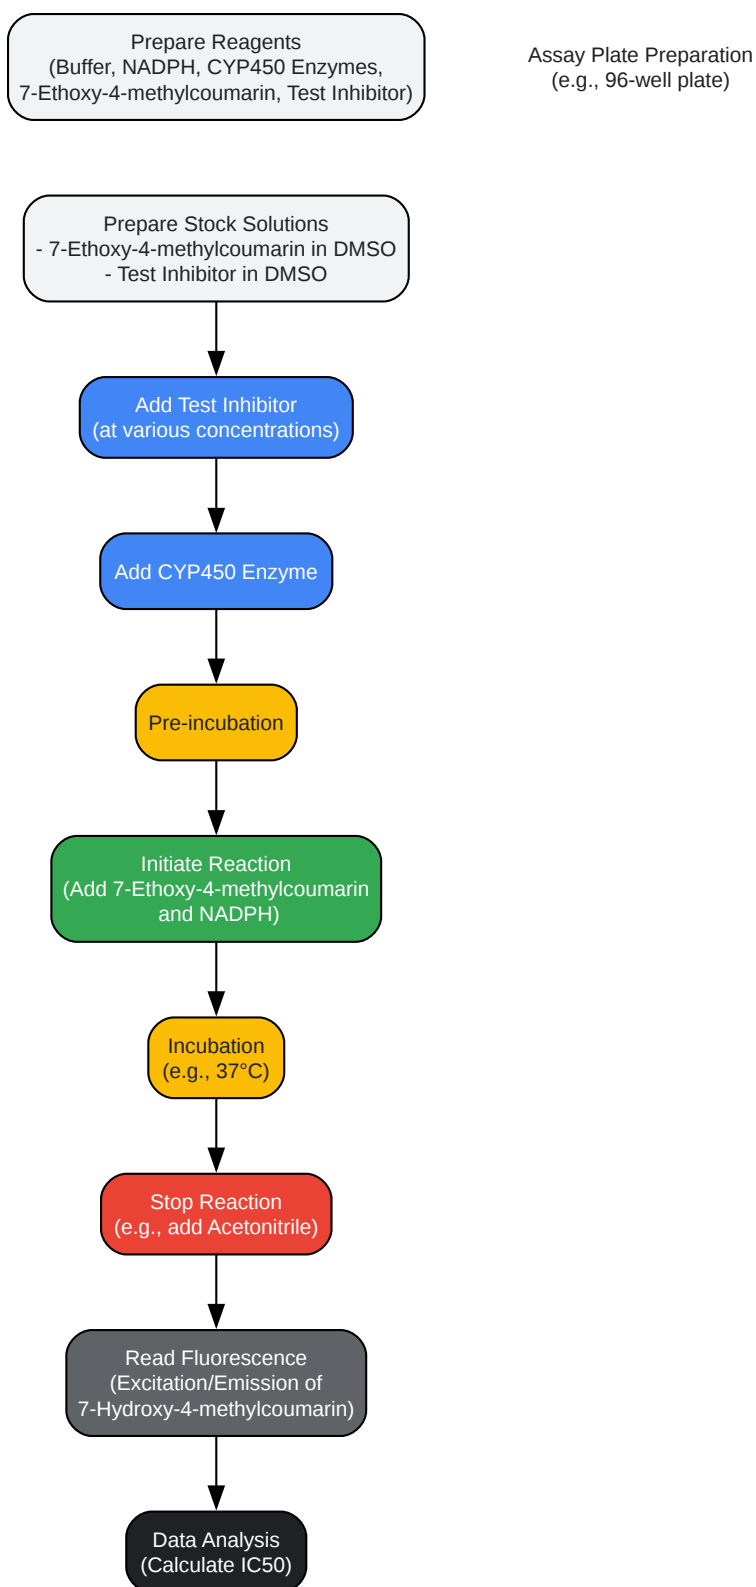 Prepare Reagents
(Buffer, NADPH, CYP450 Enzymes,
7-Ethoxy-4-methylcoumarin, Test Inhibitor)
Assay Plate Preparation
(e.g., 96-well plate)
Prepare Stock Solutions
- 7-Ethoxy-4-methylcoumarin in DMSO
- Test Inhibitor in DMSO
Add Test Inhibitor
(at various concentrations)
Add CYP450 Enzyme
Pre-incubation
Initiate Reaction
(Add 7-Ethoxy-4-methylcoumarin
and NADPH)
Incubation
(e.g., 37°C)
Stop Reaction
(e.g., add Acetonitrile)
Read Fluorescence
(Excitation/Emission of
7-Hydroxy-4-methylcoumarin)
Data Analysis
(Calculate IC50)